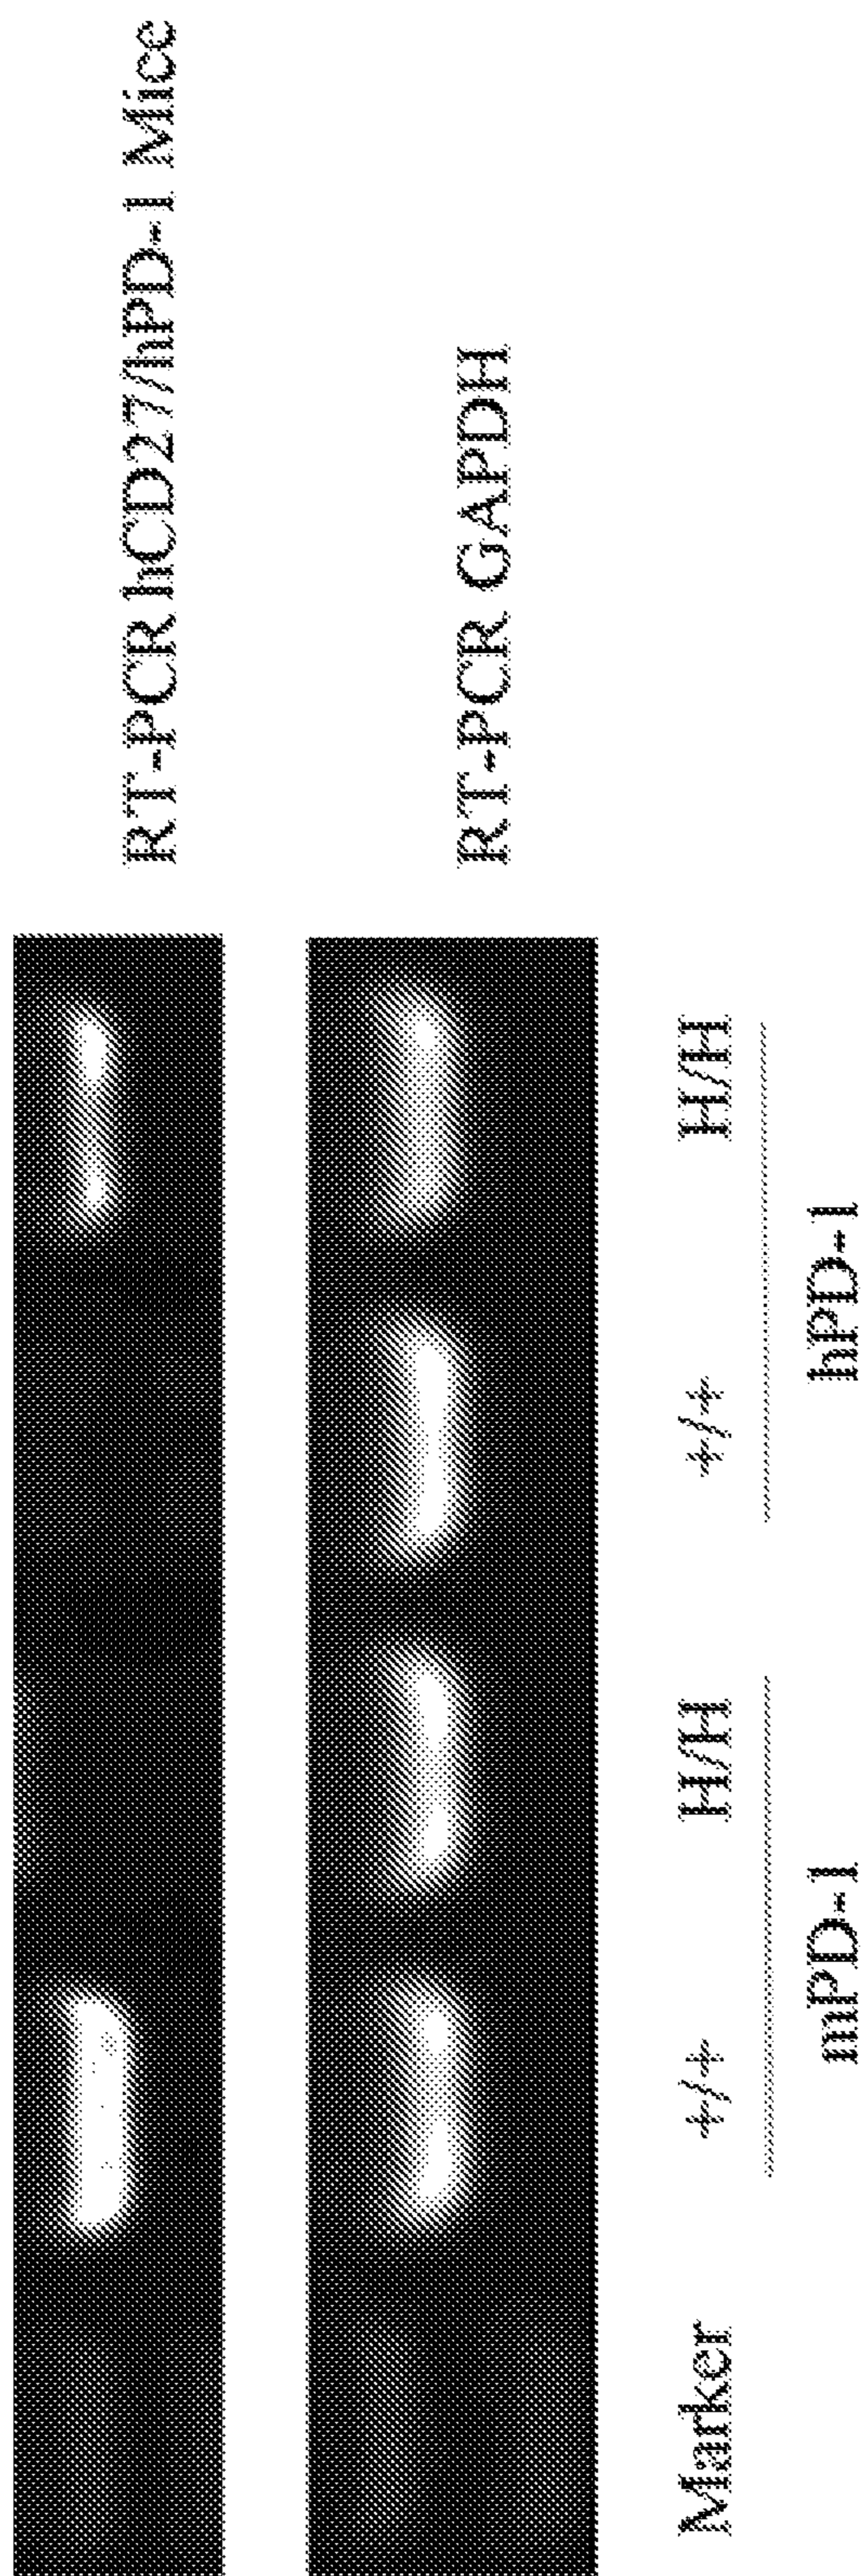 RT-PCR hCD27/hPD-1 Mice
RT-PCR GAPDH
Marker +/+ H/H +/+ H/H
mPD-1 hPD-1